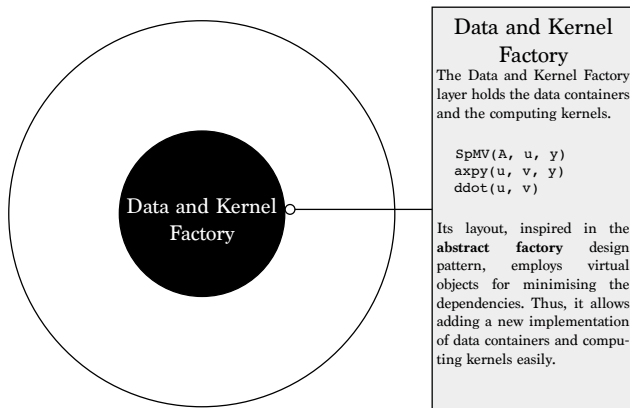 Data and Kernel
Factory
Data and Kernel
Factory
The Data and Kernel Factory
layer holds the data containers
and the computing kernels.
SpMV(A, u, y)
axpy(u, v, y)
ddot(u, v)
Its layout, inspired in the
abstract factory design
pattern, employs virtual
objects for minimising the
dependencies. Thus, it allows
adding a new implementation
of data containers and compu-
ting kernels easily.